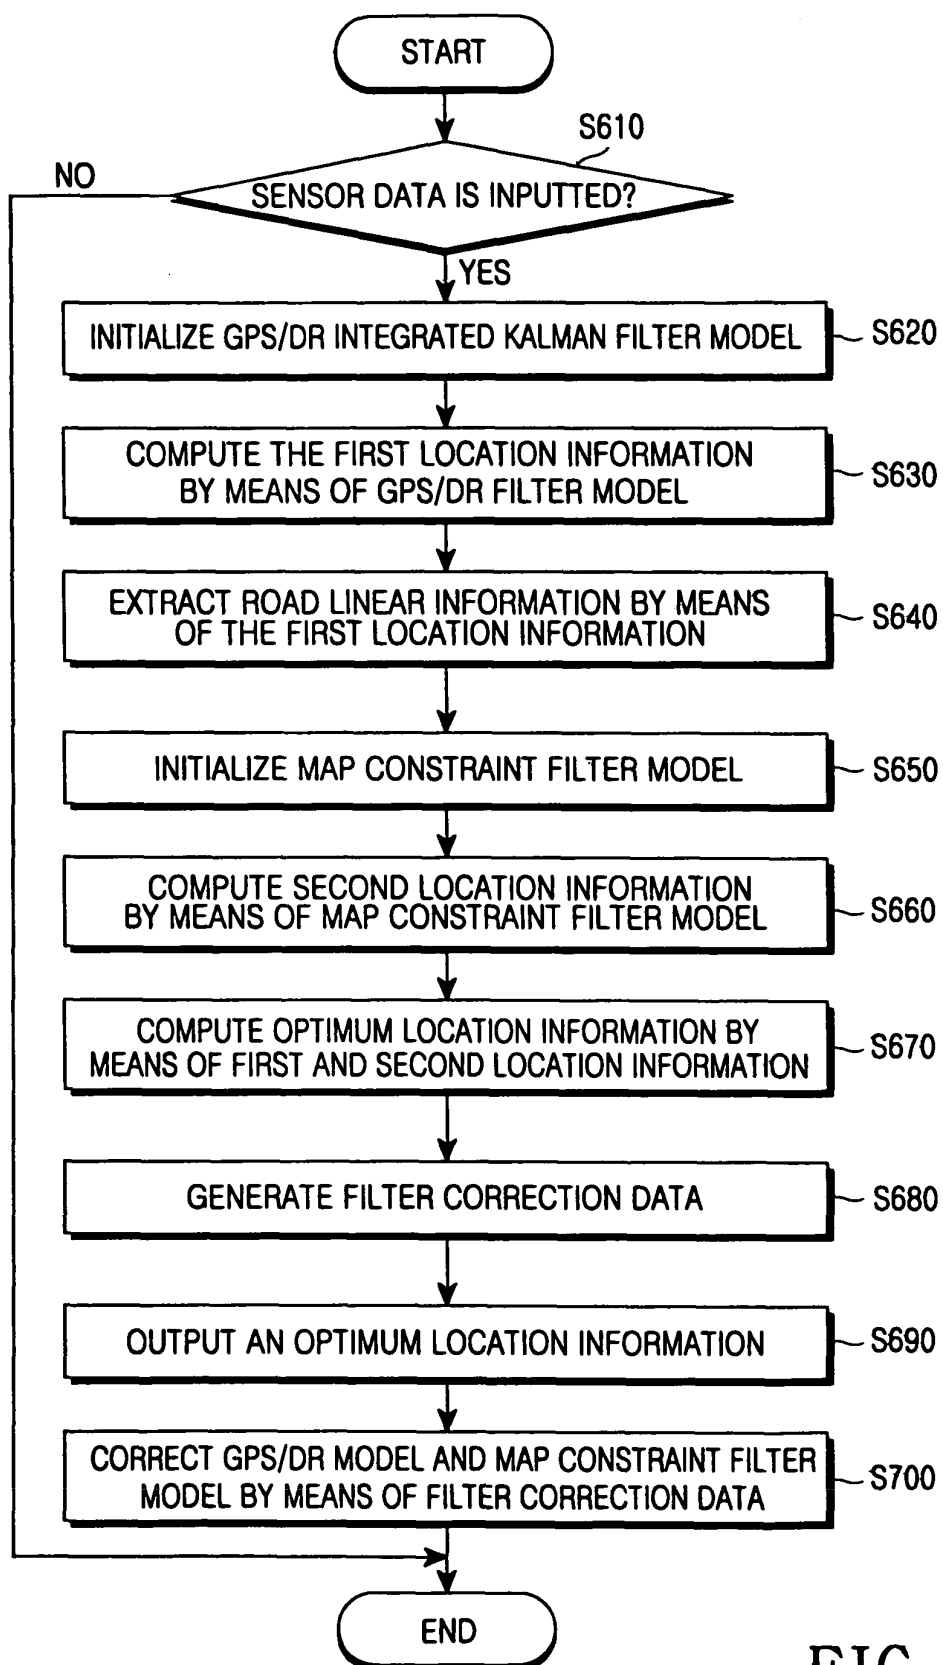 START
S610
NO
SENSOR DATA IS INPUTTED?
YES
INITIALIZE GPS/DR INTEGRATED KALMAN FILTER MODEL
S620
COMPUTE THE FIRST LOCATION INFORMATION
BY MEANS OF GPS/DR FILTER MODEL
S630
EXTRACT ROAD LINEAR INFORMATION BY MEANS
OF THE FIRST LOCATION INFORMATION
S640
INITIALIZE MAP CONSTRAINT FILTER MODEL
S650
COMPUTE SECOND LOCATION INFORMATION
BY MEANS OF MAP CONSTRAINT FILTER MODEL
S660
COMPUTE OPTIMUM LOCATION INFORMATION BY
MEANS OF FIRST AND SECOND LOCATION INFORMATION
S670
GENERATE FILTER CORRECTION DATA
S680
OUTPUT AN OPTIMUM LOCATION INFORMATION
S690
CORRECT GPS/DR MODEL AND MAP CONSTRAINT FILTER
MODEL BY MEANS OF FILTER CORRECTION DATA
S700
END